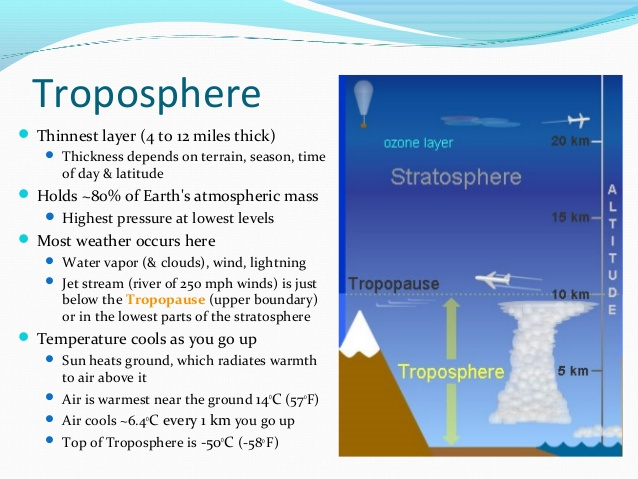 Troposphere
Thinnest layer (4 to 12 miles thick)
Thickness depends on terrain, season, time
of day & latitude
Holds ~80% of Earth's atmospheric mass
Highest pressure at lowest levels
Most weather occurs here
Water vapor (& clouds), wind, lightning
Jet stream (river of 250 mph winds) is just
below the Tropopause (upper boundary)
or in the lowest parts of the stratosphere
Temperature cools as you go up
Sun heats ground, which radiates warmth
to air above it
Air is warmest near the ground 14°C (57°F)
Air cools ~6.4°C every 1 km you go up
Top of Troposphere is -50°C (-58°F)
ozone layer
20 km
Stratosphere
15 km
Tropopause
10 km
Troposphere
5 km
ALTITUDE